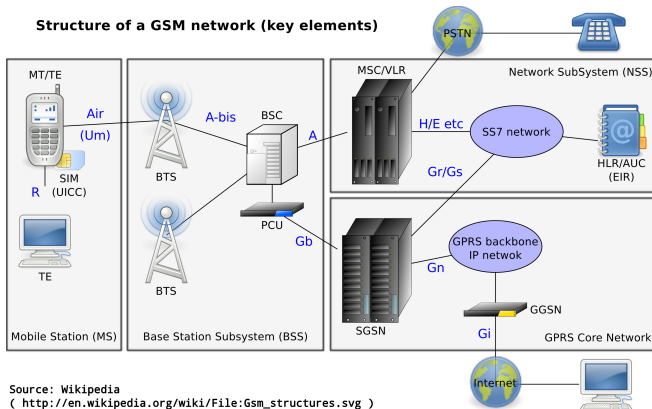 Structure of a GSM network (key elements)
PSTN
MT/TE
Air
(Um)
SIM
(UICC)
R
TE
Mobile Station (MS)
BTS
A-bis
BSC
BTS
PCU
Gb
Base Station Subsystem (BSS)
A
MSC/VLR
Network SubSystem (NSS)
H/E etc
SS7 network
HLR/AUC
(EIR)
Gr/Gs
SGSN
Gn
GPRS backbone
IP netwok
GGSN
Gi
GPRS Core Network
Internet
Source: Wikipedia
( http://en.wikipedia.org/wiki/File:Gsm_structures.svg )